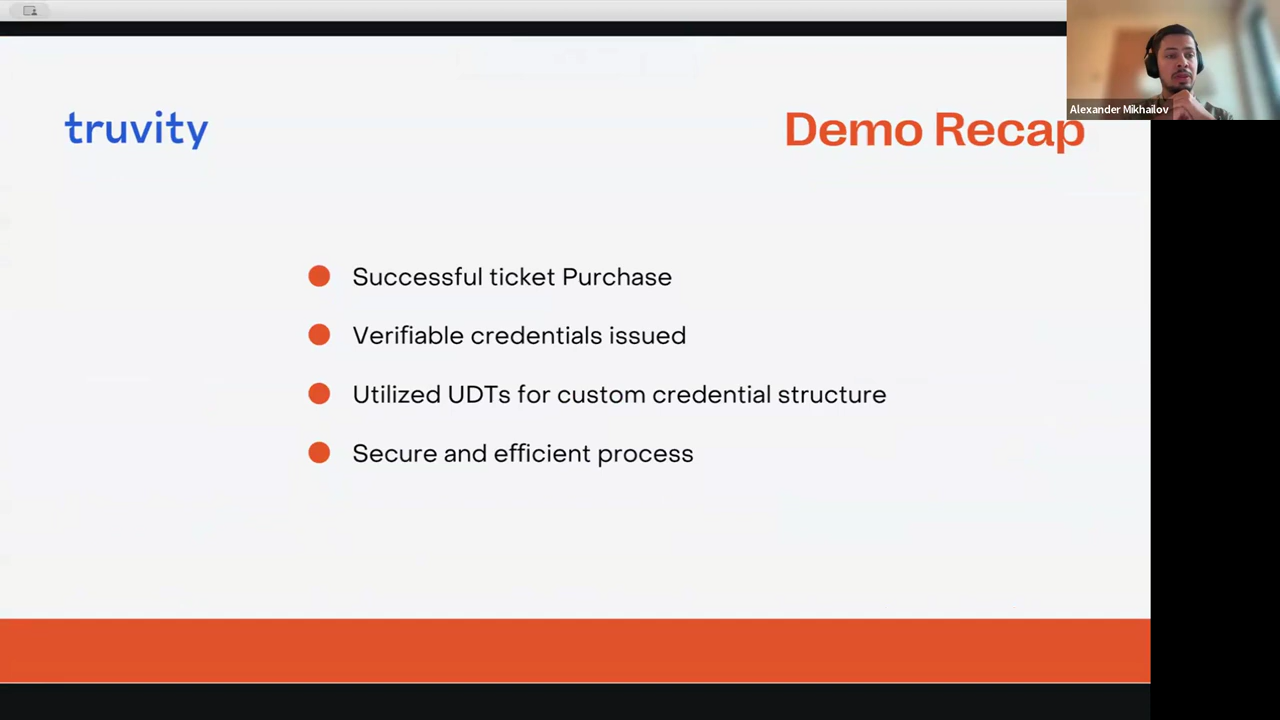 truvity
Demo Recap
Alexander Mikhailov
Successful ticket Purchase
Verifiable credentials issued
Utilized UDTs for custom credential structure
Secure and efficient process